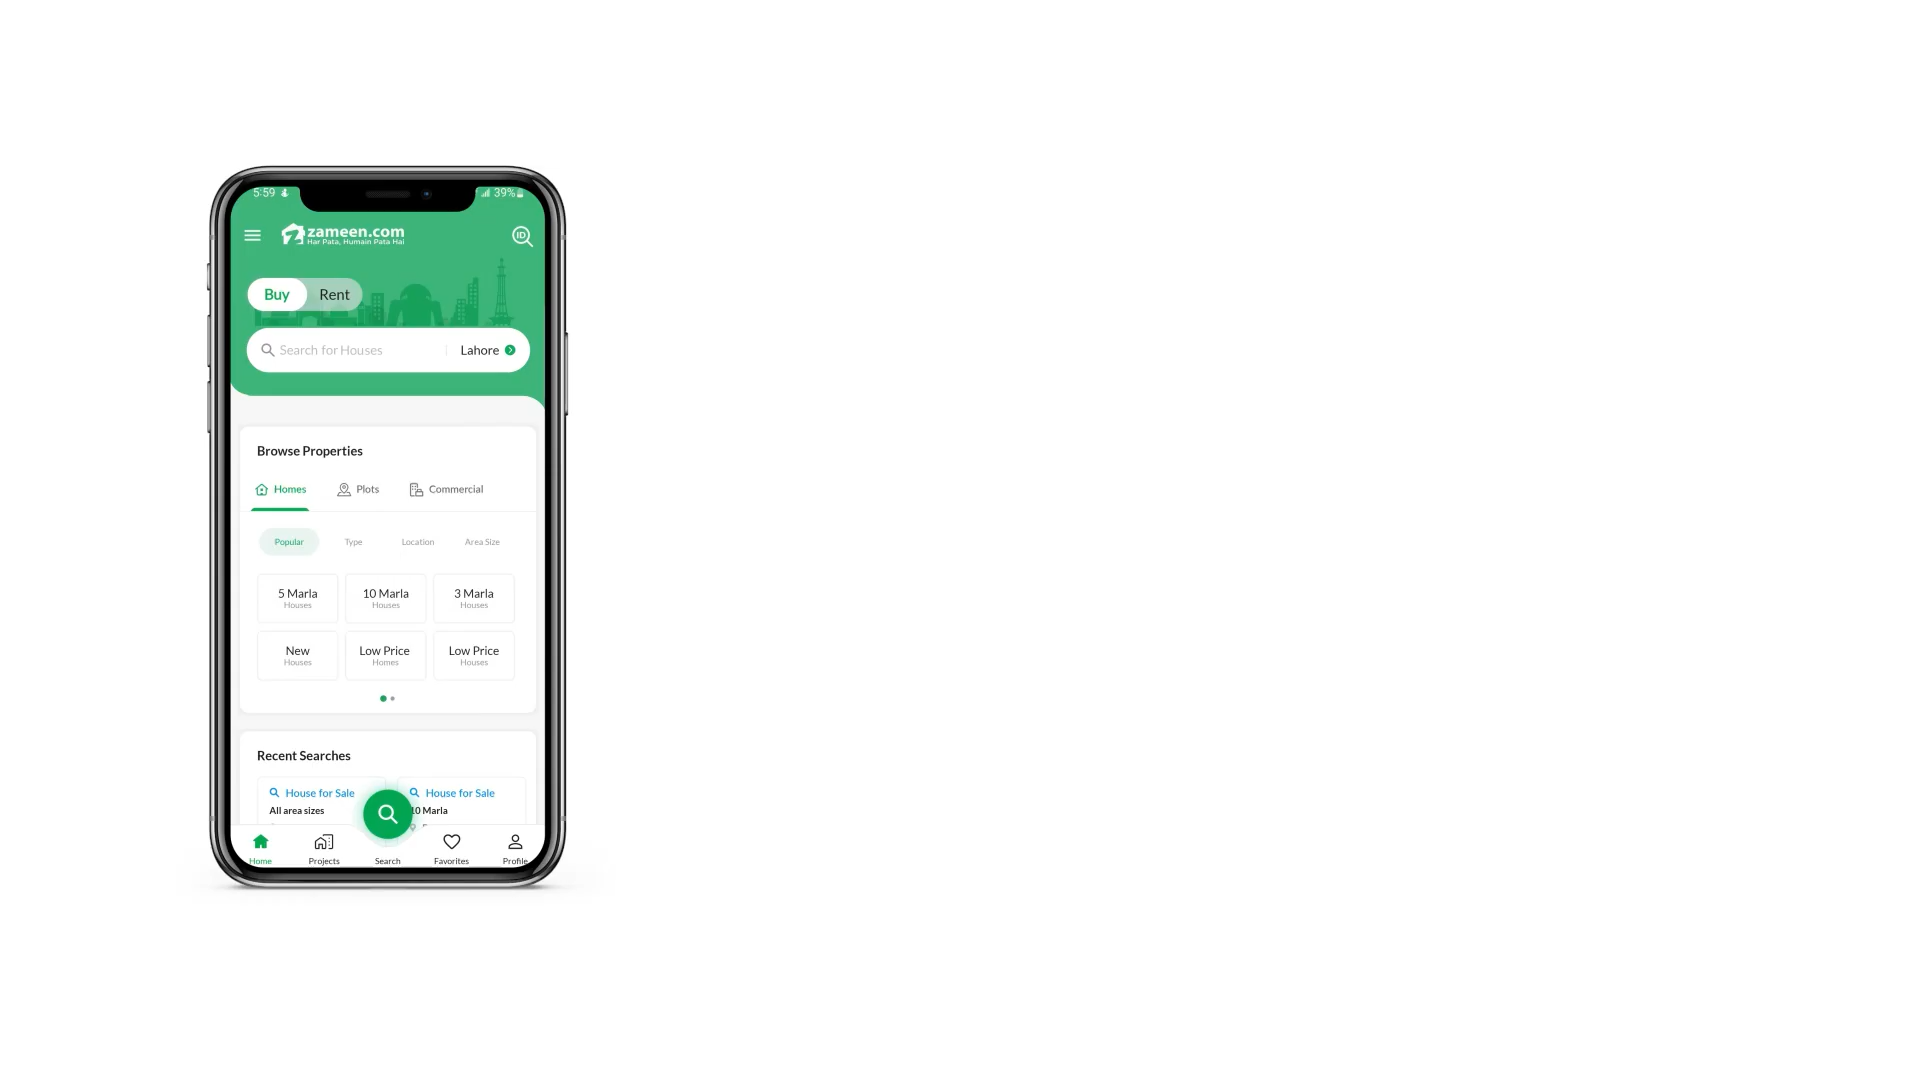 5:59
39%
zameen.com
Har Pata, Humain Pata Hai
ID
Buy
Rent
Search for Houses
Lahore
Browse Properties
Homes
Plots
Commercial
Popular
Type
Location
Area Size
5 Marla
Houses
10 Marla
Houses
3 Marla
Houses
New
Houses
Low Price
Homes
Low Price
Houses
Recent Searches
House for Sale
All area sizes
House for Sale
10 Marla
Home
Projects
Search
Favorites
Profile